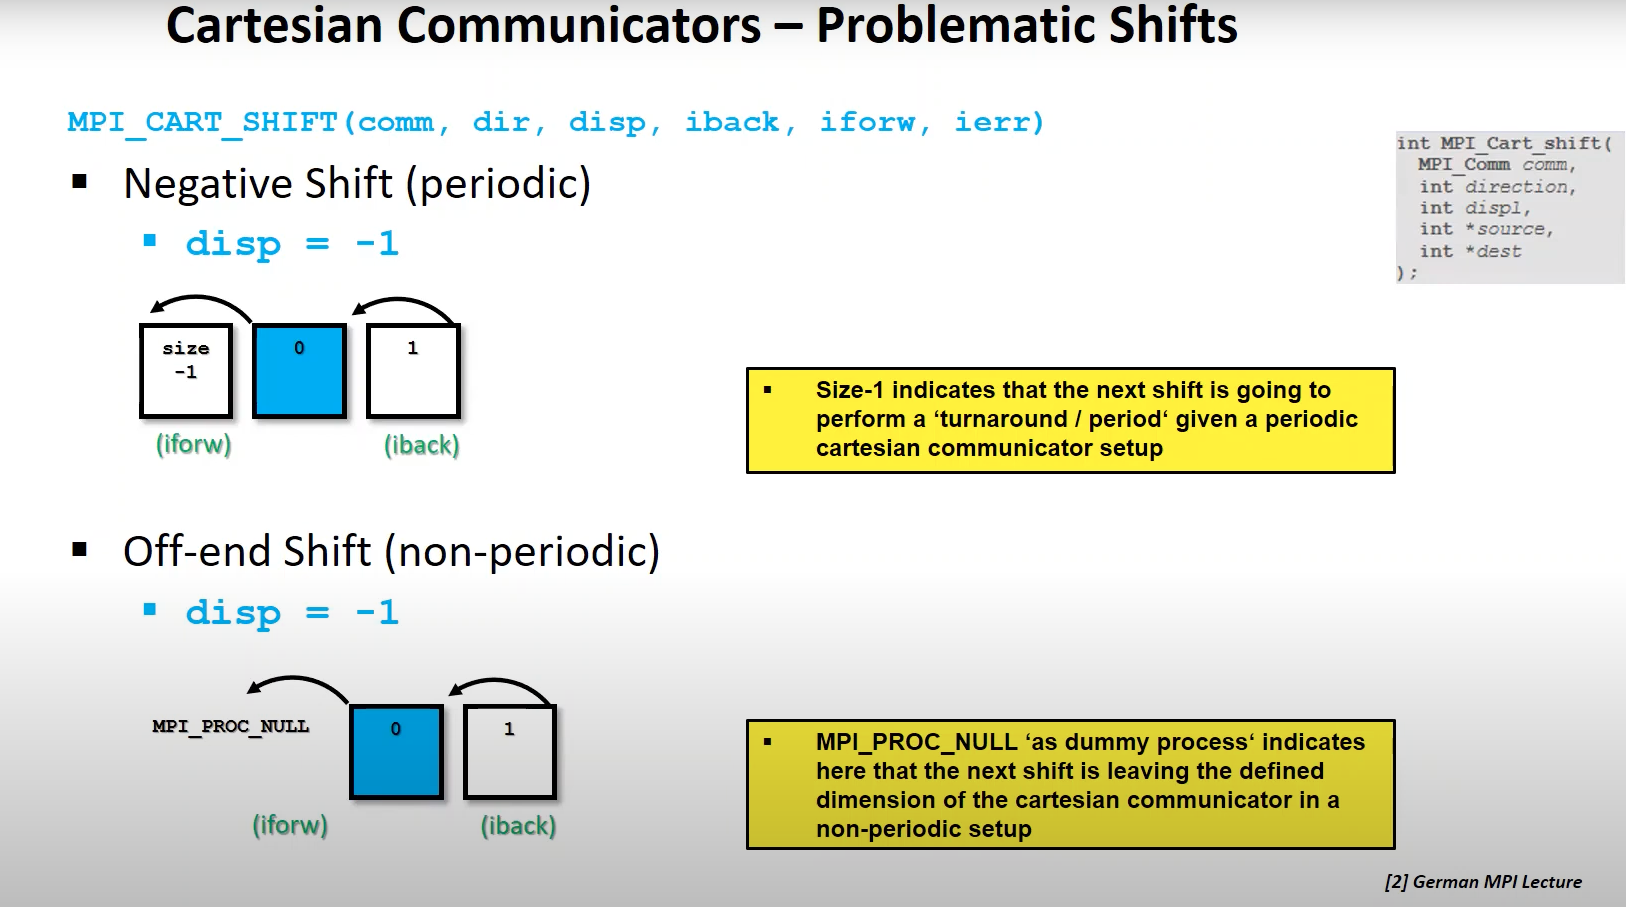 Cartesian Communicators – Problematic Shifts
MPI_CART_SHIFT(comm, dir, disp, iback, iforw, ierr)
int MPI_Cart_shift(
MPI_Comm comm,
int direction,
int displ,
int *source,
int *dest
);
▪ Negative Shift (periodic)
▪ disp = -1
size
-1
0
1
(iforw)
(iback)
▪ Size-1 indicates that the next shift is going to
perform a ‘turnaround / period‘ given a periodic
cartesian communicator setup
▪ Off-end Shift (non-periodic)
▪ disp = -1
MPI_PROC_NULL
0
1
(iforw)
(iback)
▪ MPI_PROC_NULL ‘as dummy process‘ indicates
here that the next shift is leaving the defined
dimension of the cartesian communicator in a
non-periodic setup
[2] German MPI Lecture